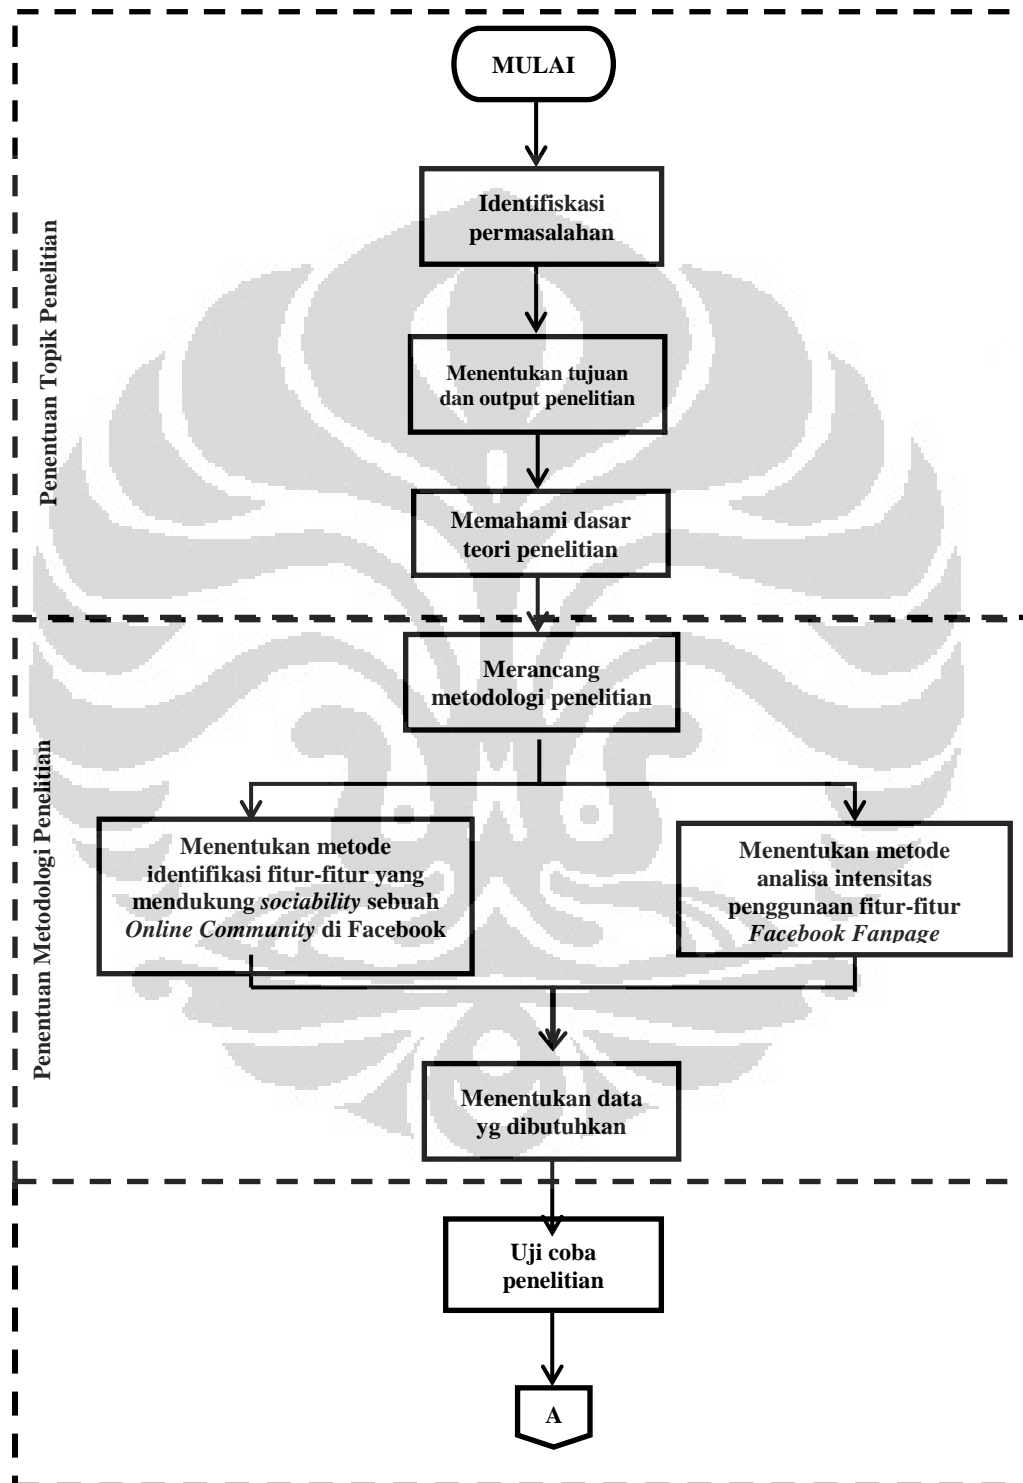 MULAI
Identifiskasi
permasalahan
Menentukan tujuan
dan output penelitian
Memahami dasar
teori penelitian
Penentuan Topik Penelitian
Merancang
metodologi penelitian
Menentukan metode
identifikasi fitur-fitur yang
mendukung sociability sebuah
Online Community di Facebook
Menentukan metode
analisa intensitas
penggunaan fitur-fitur
Facebook Fanpage
Menentukan data
yg dibutuhkan
Penentuan Metodologi Penelitian
Uji coba
penelitian
A